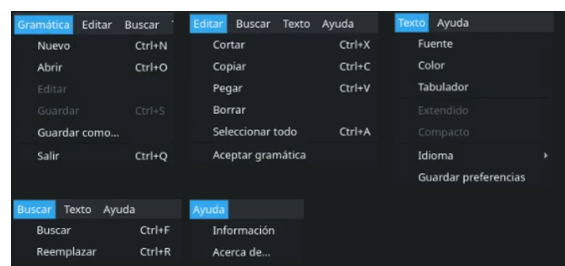 Gramática Editar Buscar
Nuevo Ctrl+N
Abrir Ctrl+O
Editar
Guardar Ctrl+S
Guardar como...
Salir Ctrl+Q
Editar Buscar Texto Ayuda
Cortar Ctrl+X
Copiar Ctrl+C
Pegar Ctrl+V
Borrar
Seleccionar todo Ctrl+A
Aceptar gramática
Texto Ayuda
Fuente
Color
Tabulador
Extendido
Compacto
Idioma
Guardar preferencias
Buscar Texto Ayuda
Buscar Ctrl+F
Reemplazar Ctrl+R
Ayuda
Información
Acerca de...